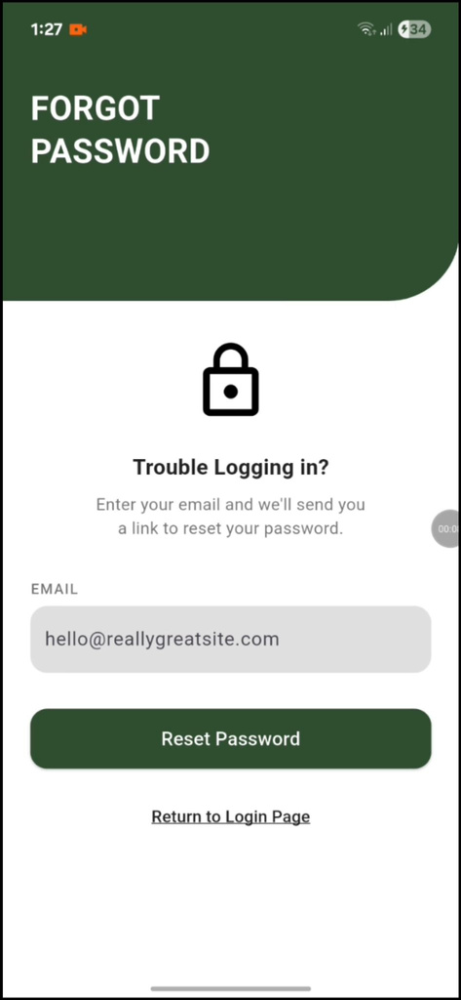 1:27
34
FORGOT
PASSWORD
Trouble Logging in?
Enter your email and we'll send you
a link to reset your password.
00:0
EMAIL
hello@reallygreatsite.com
Reset Password
Return to Login Page